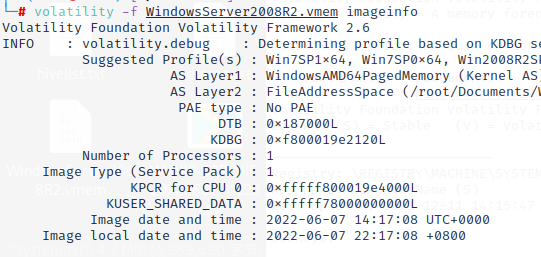 └─# volatility -f WindowsServer2008R2.vmem imageinfo
Volatility Foundation Volatility Framework 2.6
INFO    : volatility.debug    : Determining profile based on KDBG se
Suggested Profile(s) : Win7SP1x64, Win7SP0x64, Win2008R2SP
AS Layer1 : WindowsAMD64PagedMemory (Kernel AS)
AS Layer2 : FileAddressSpace (/root/Documents/W
PAE type : No PAE
DTB : 0x187000L
KDBG : 0xf800019e2120L
Number of Processors : 1
Image Type (Service Pack) : 1
KPCR for CPU 0 : 0xfffff800019e4000L
KUSER_SHARED_DATA : 0xfffff78000000000L
Image date and time : 2022-06-07 14:17:08 UTC+0000
Image local date and time : 2022-06-07 22:17:08 +0800